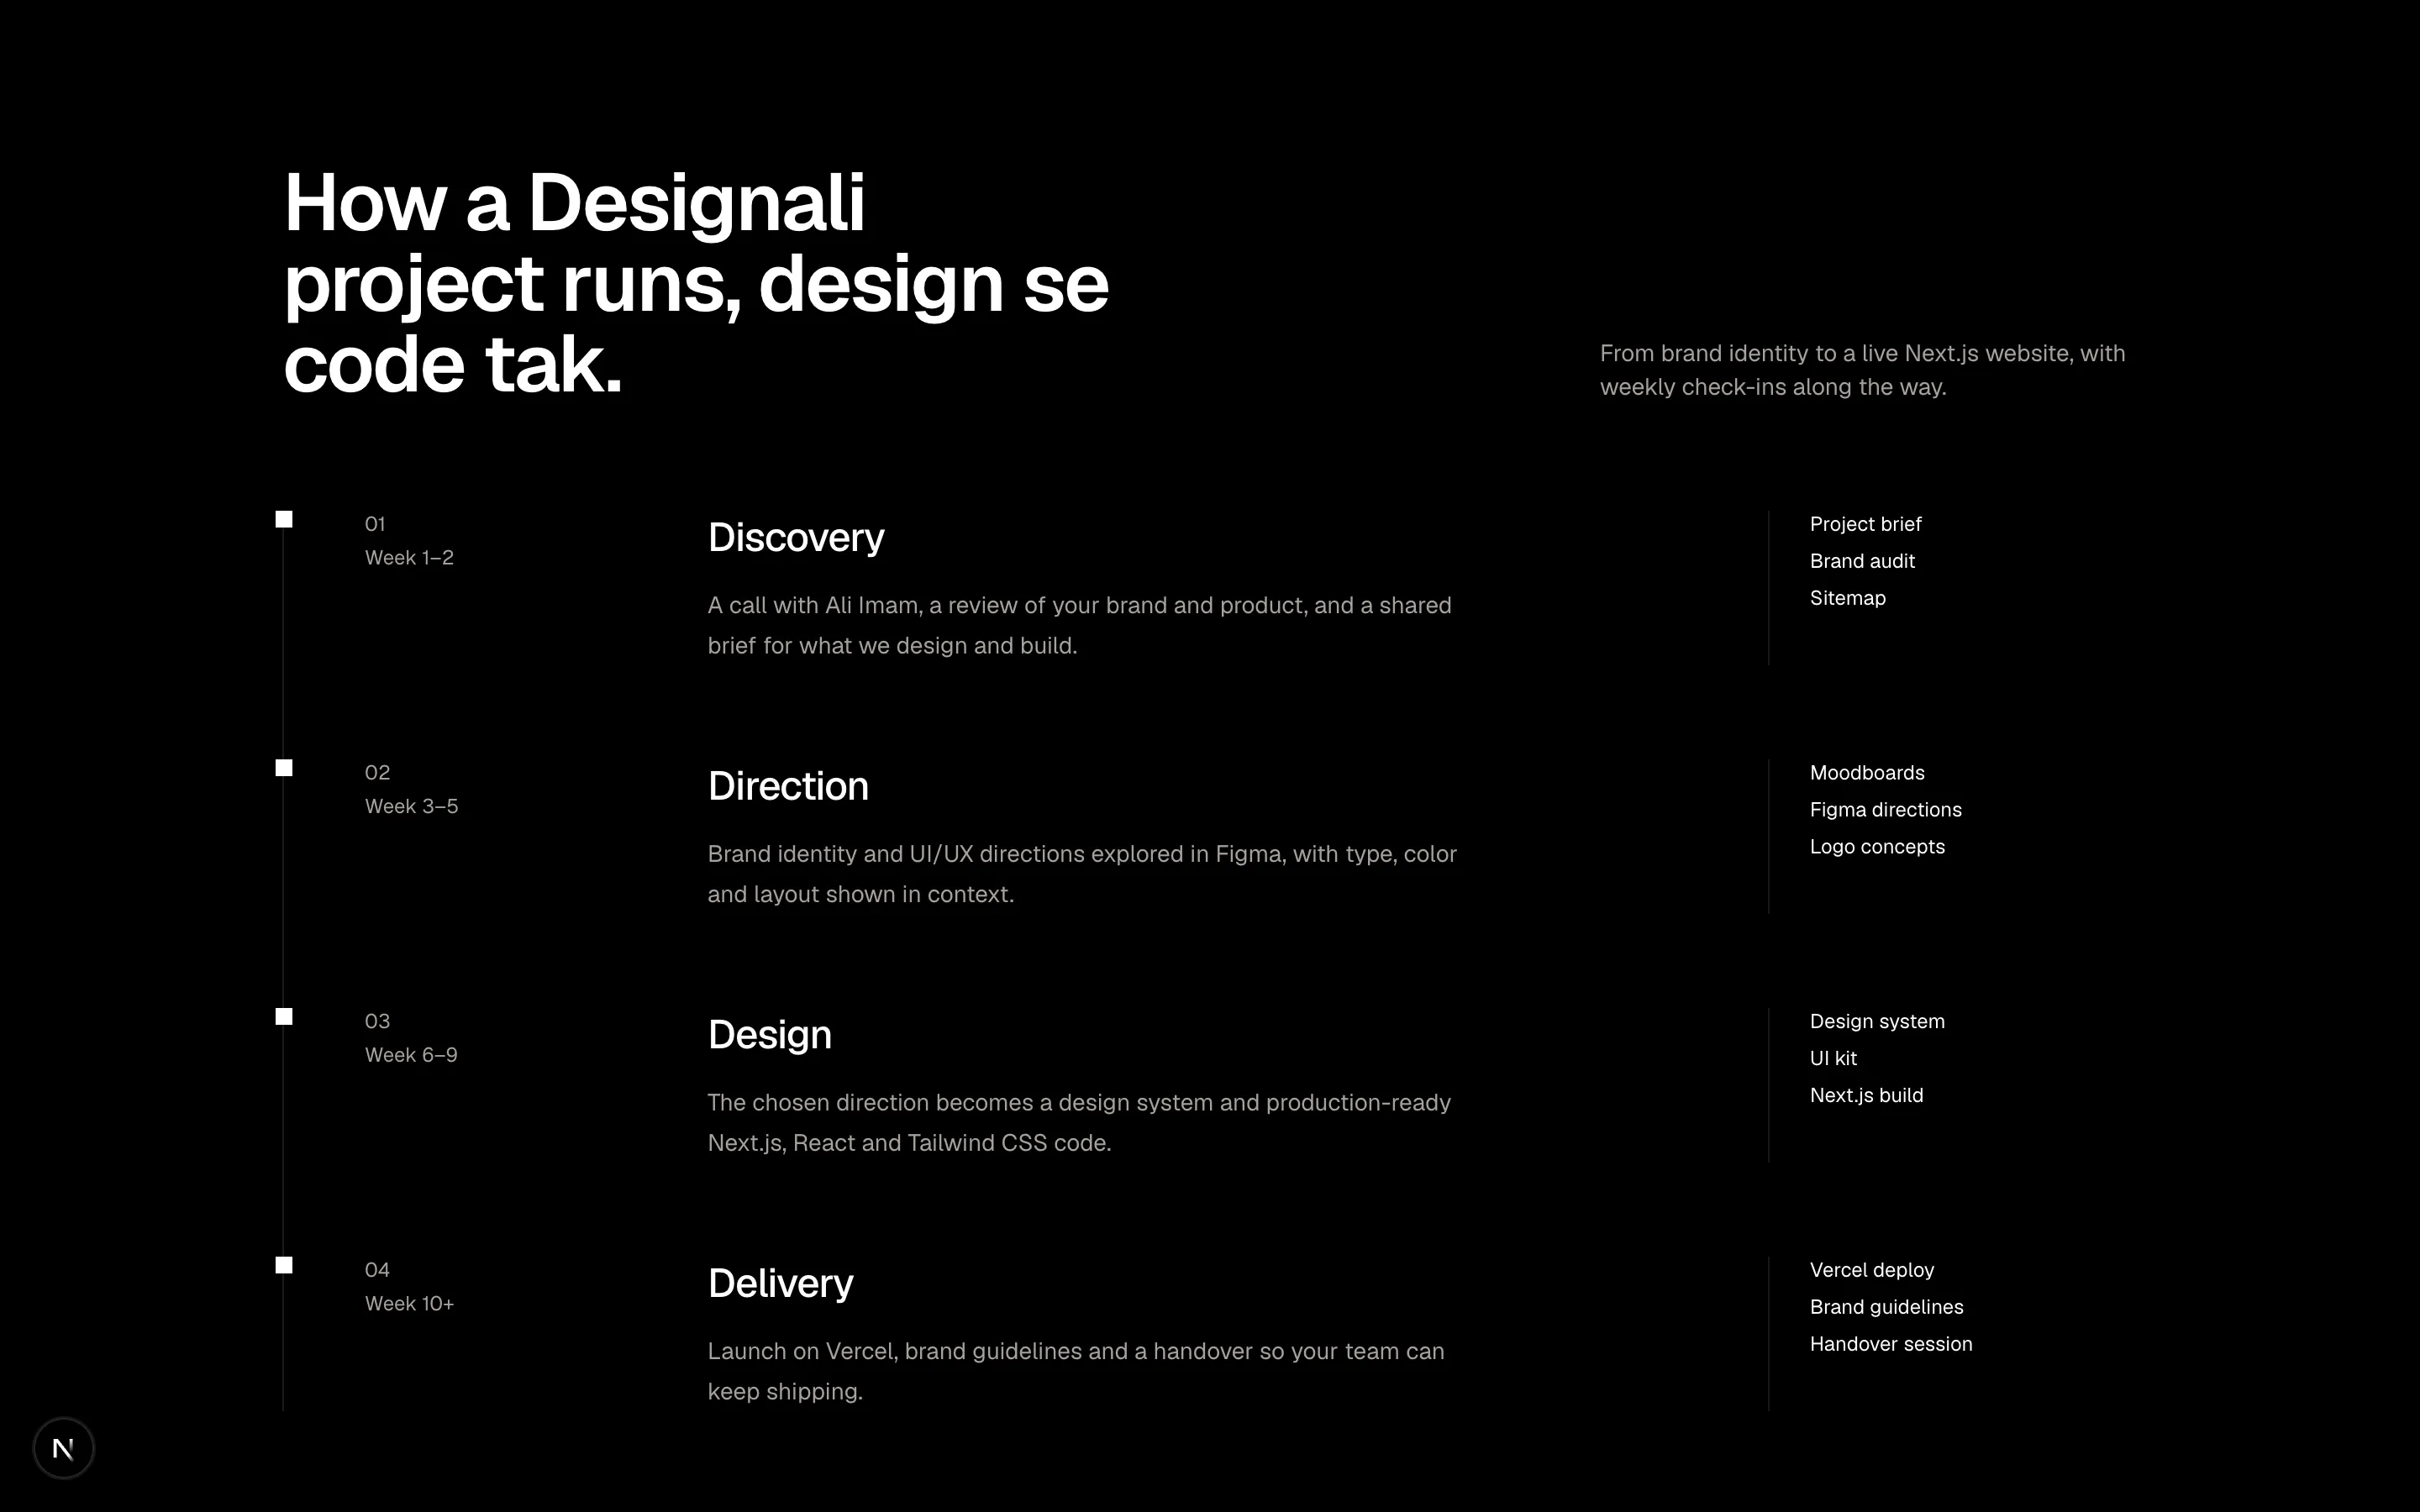 How a Designali
project runs, design se
code tak.
From brand identity to a live Next.js website, with
weekly check-ins along the way.
01
Week 1–2
Discovery
A call with Ali Imam, a review of your brand and product, and a shared
brief for what we design and build.
Project brief
Brand audit
Sitemap
02
Week 3–5
Direction
Brand identity and UI/UX directions explored in Figma, with type, color
and layout shown in context.
Moodboards
Figma directions
Logo concepts
03
Week 6–9
Design
The chosen direction becomes a design system and production-ready
Next.js, React and Tailwind CSS code.
Design system
UI kit
Next.js build
04
Week 10+
Delivery
Launch on Vercel, brand guidelines and a handover so your team can
keep shipping.
Vercel deploy
Brand guidelines
Handover session
N